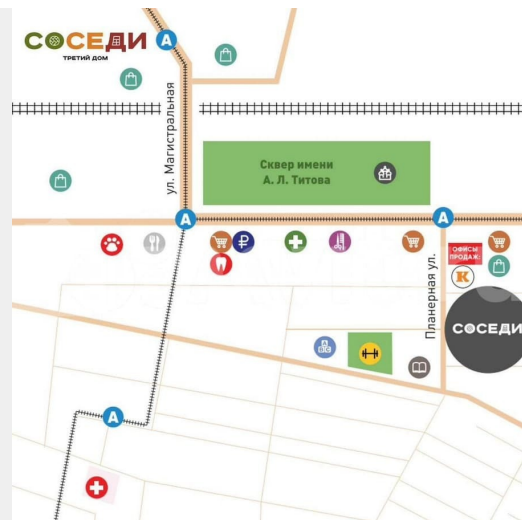 СОСЕДИ
ТРЕТИЙ ДОМ
А
ул. Магистральная
Сквер имени
А. Л. Титова
А
А
₽
ОФИСЫ
ПРОДАЖ:
К
Планерная ул.
СОСЕДИ
А